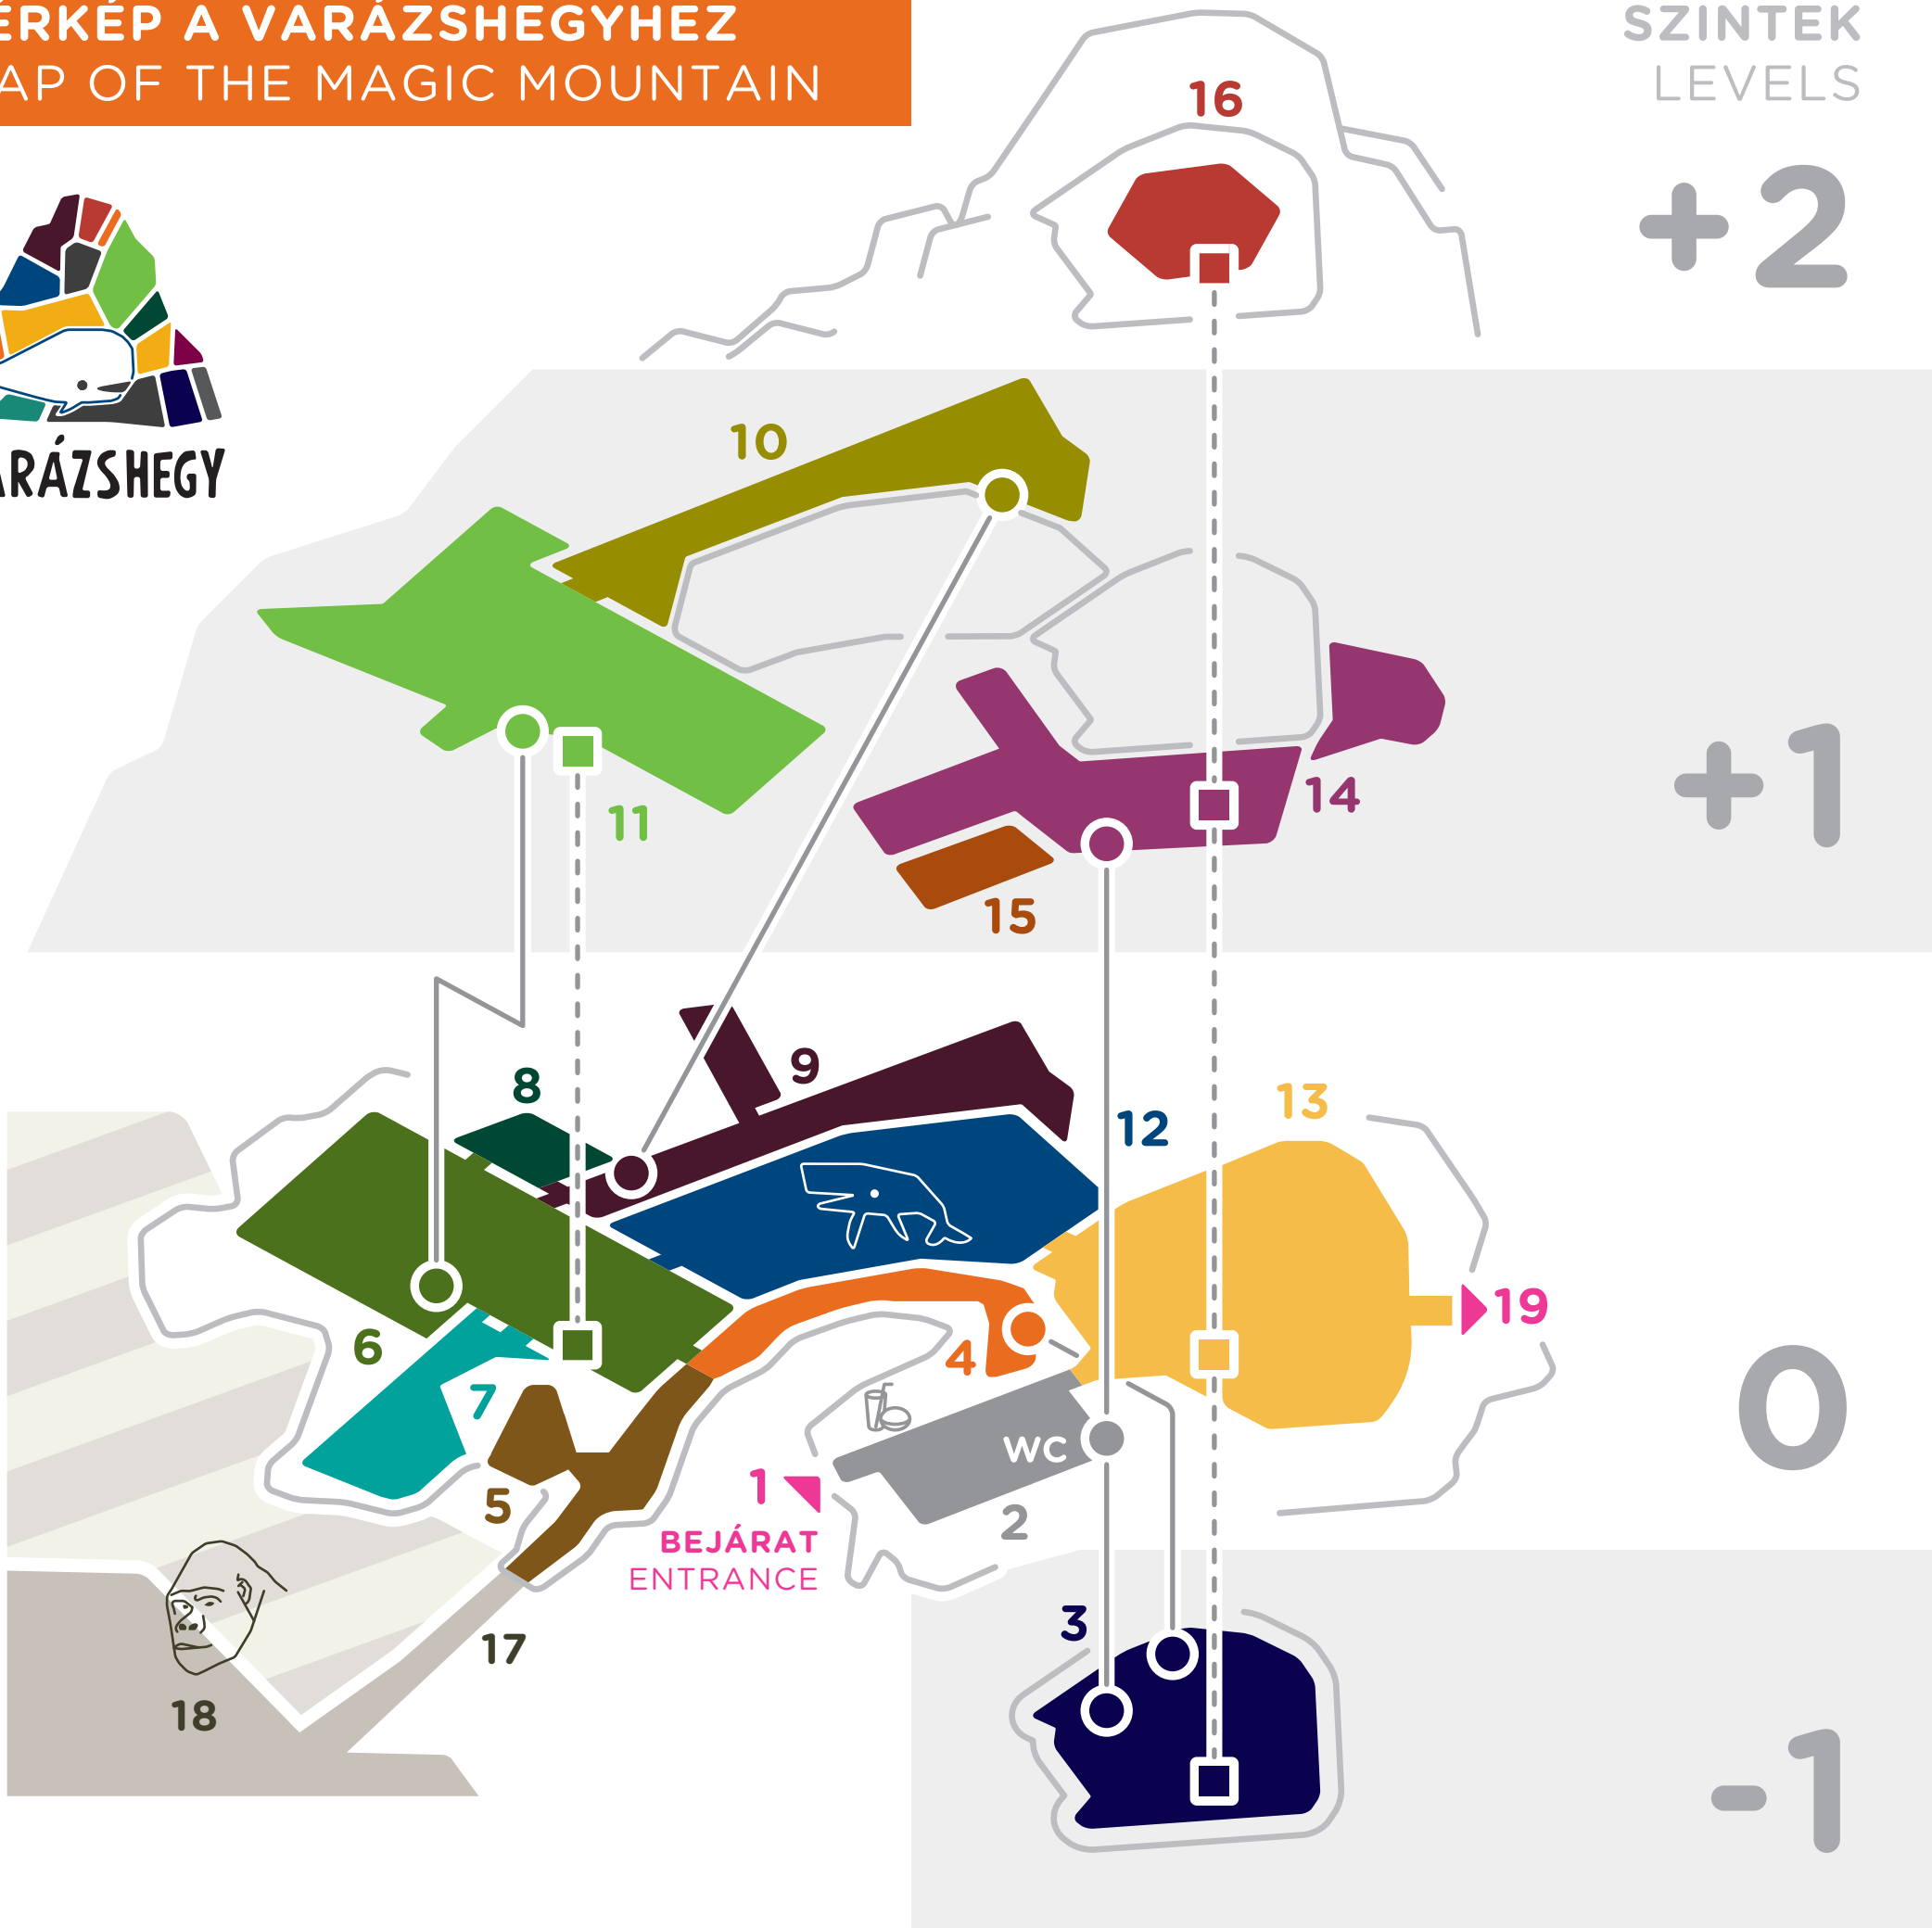 ÉRKÉP A VARÁZSHEGYHEZ
AP OF THE MAGIC MOUNTAIN
SZINTEK
LEVELS
16
+2
ARÁZSHEGY
10
11
14
15
+1
8
9
12
13
6
7
4
19
5
WC
1
BEJÁRAT
ENTRANCE
2
0
17
18
3
-1